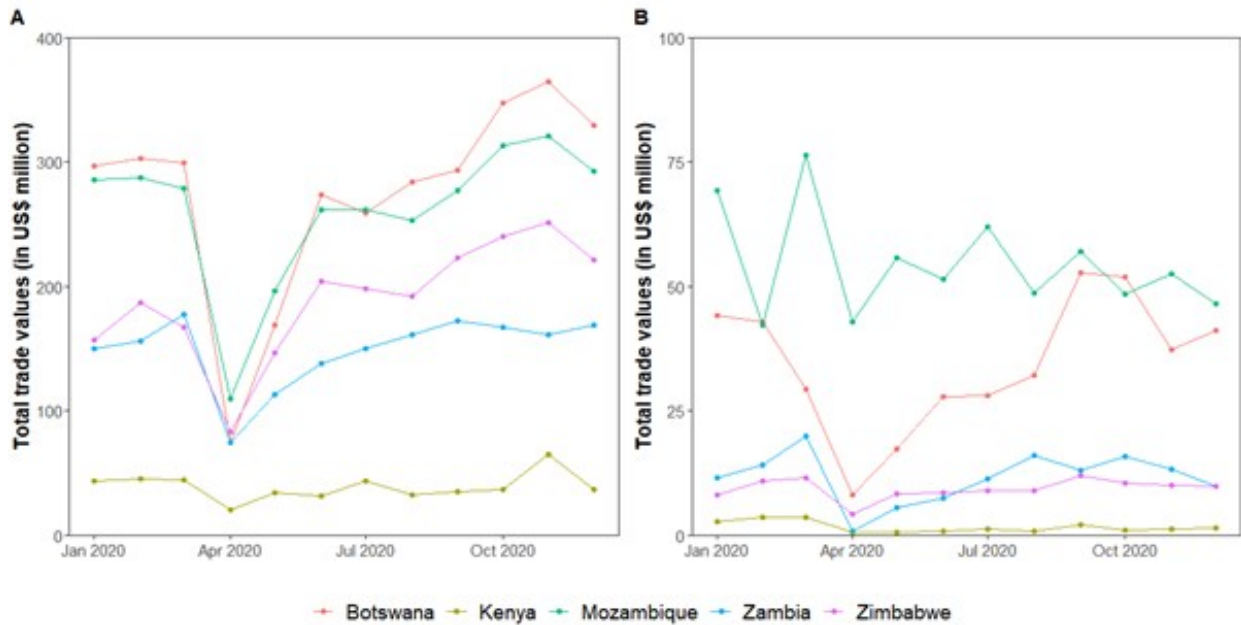 A
B
Total trade values (in US$ million)
400
300
200
100
0
Jan 2020
Apr 2020
Jul 2020
Oct 2020
Total trade values (in US$ million)
100
75
50
25
0
Jan 2020
Apr 2020
Jul 2020
Oct 2020
Botswana Kenya Mozambique Zambia Zimbabwe